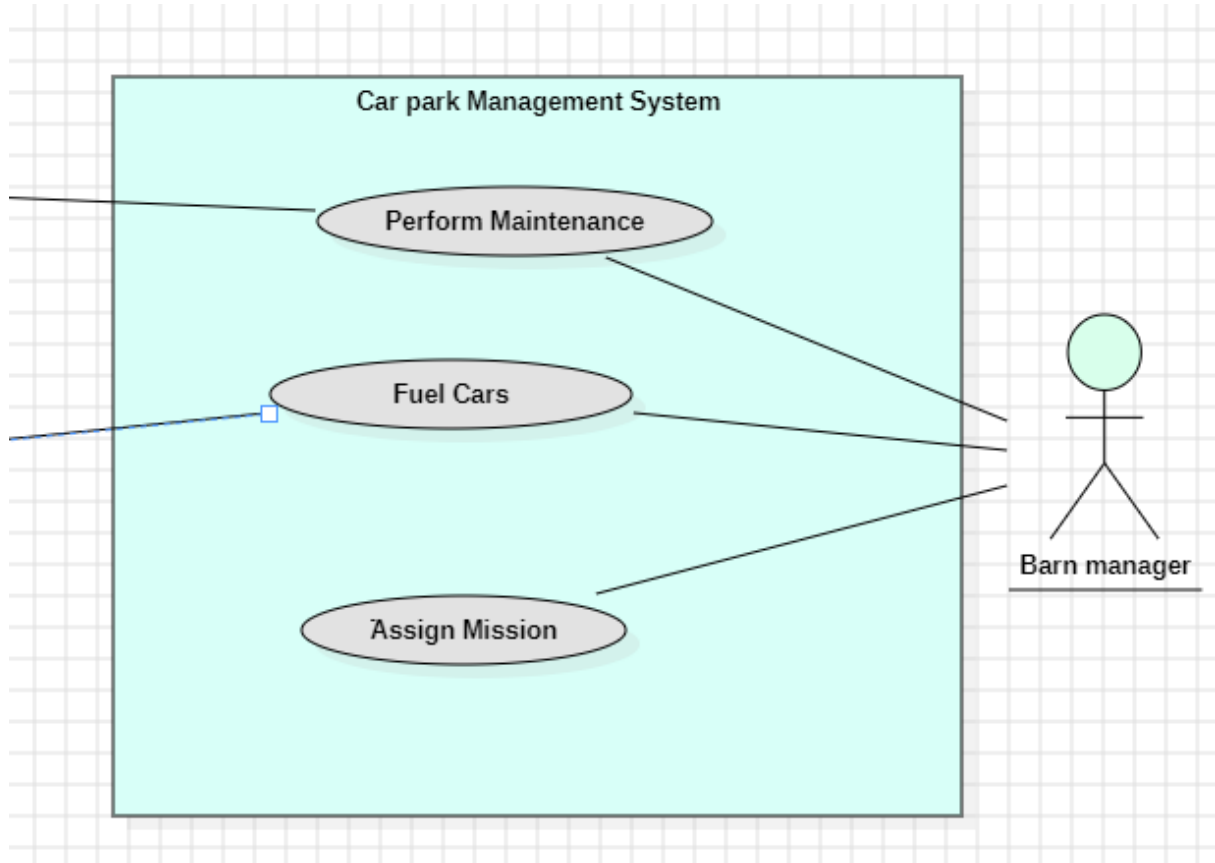 Car park Management System
Perform Maintenance
Fuel Cars
Assign Mission
Barn manager